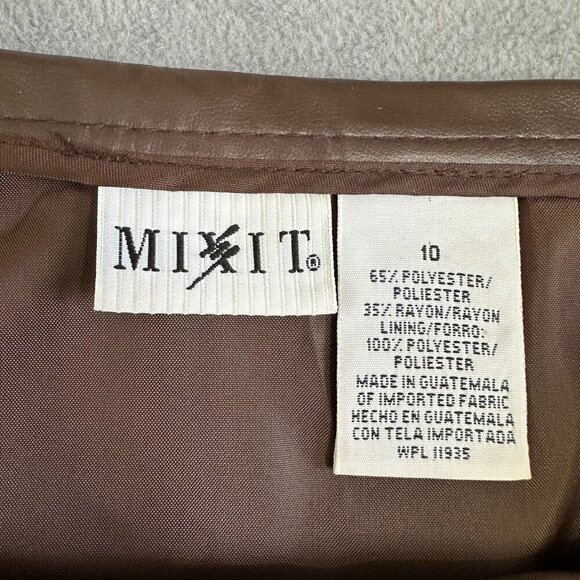 MIXIT®
10
65% POLYESTER/
POLIESTER
35% RAYON/RAYON
LINING/FORRO:
100% POLYESTER/
POLIESTER
MADE IN GUATEMALA
OF IMPORTED FABRIC
HECHO EN GUATEMALA
CON TELA IMPORTADA
WPL 11935